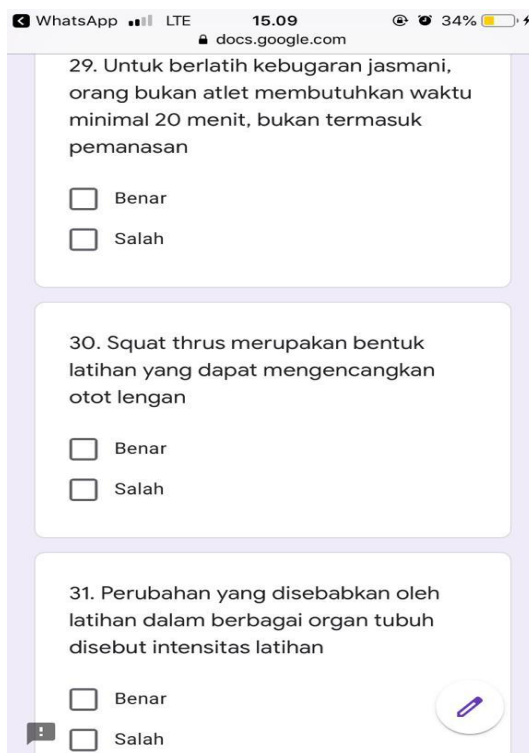 WhatsApp LTE 15.09 34%
docs.google.com
29. Untuk berlatih kebugaran jasmani,
orang bukan atlet membutuhkan waktu
minimal 20 menit, bukan termasuk
pemanasan
Benar
Salah
30. Squat thrus merupakan bentuk
latihan yang dapat mengencangkan
otot lengan
Benar
Salah
31. Perubahan yang disebabkan oleh
latihan dalam berbagai organ tubuh
disebut intensitas latihan
Benar
Salah